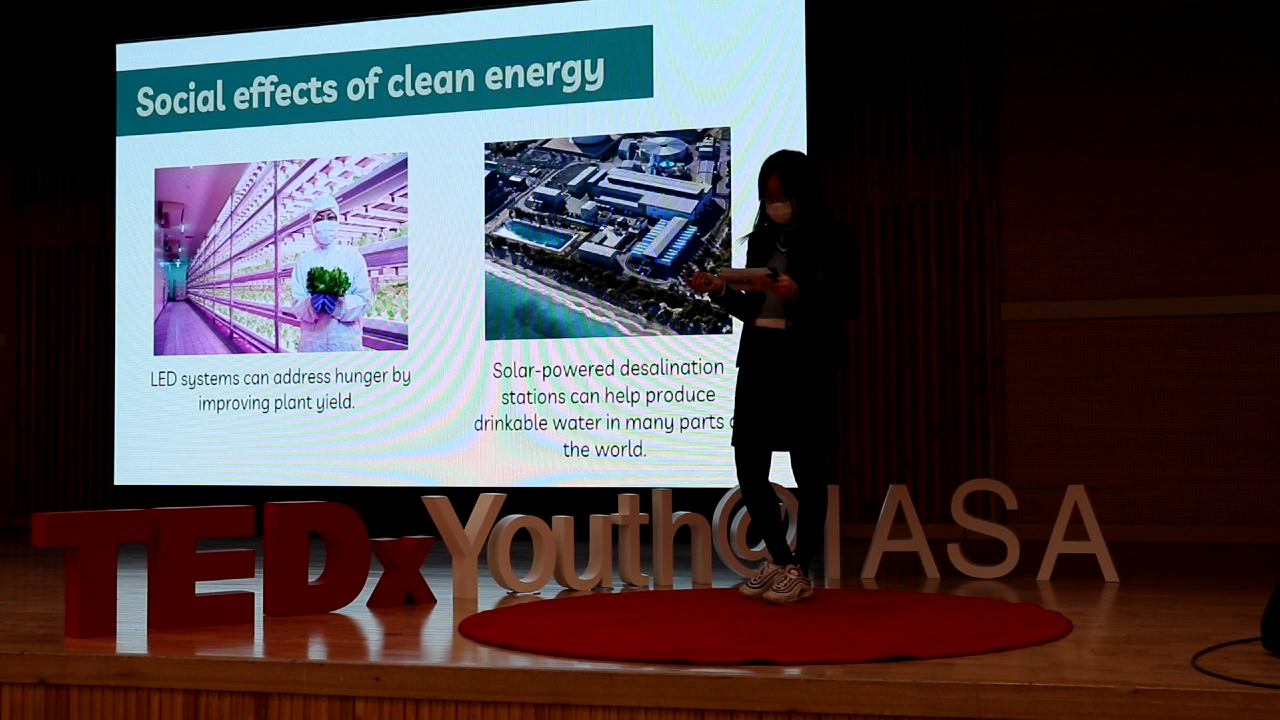 Social effects of clean energy
LED systems can address hunger by
improving plant yield.
Solar-powered desalination
stations can help produce
drinkable water in many parts
the world.
TEDxYouth@IASA